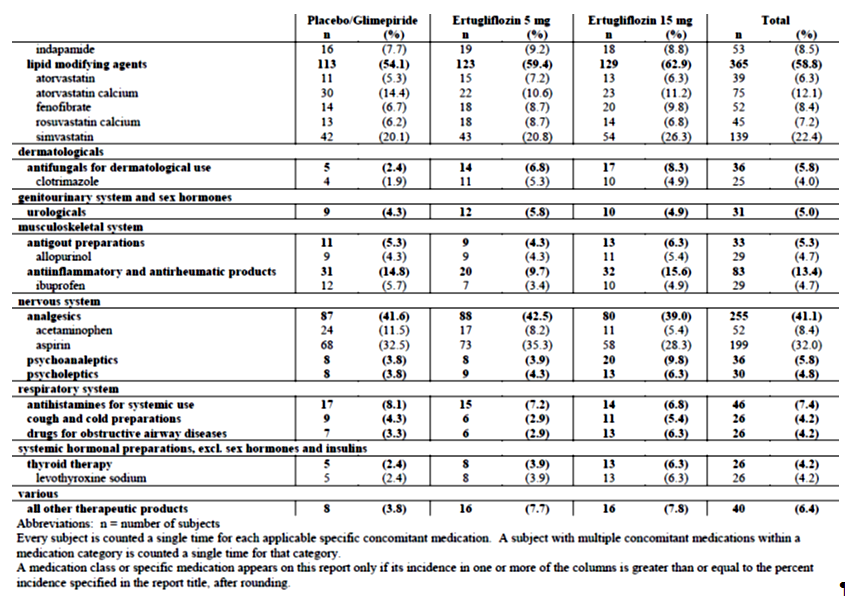 Placebo/Glimepiride Ertugliflozin 5 mg Ertugliflozin 15 mg Total
n (%) n (%) n (%) n (%)
indapamide 16 (7.7) 19 (9.2) 18 (8.8) 53 (8.5)
lipid modifying agents 113 (54.1) 123 (59.4) 129 (62.9) 365 (58.8)
atorvastatin 11 (5.3) 15 (7.2) 13 (6.3) 39 (6.3)
atorvastatin calcium 30 (14.4) 22 (10.6) 23 (11.2) 75 (12.1)
fenofibrate 14 (6.7) 18 (8.7) 20 (9.8) 52 (8.4)
rosuvastatin calcium 13 (6.2) 18 (8.7) 14 (6.8) 45 (7.2)
simvastatin 42 (20.1) 43 (20.8) 54 (26.3) 139 (22.4)
dermatologicals
antifungals for dermatological use 5 (2.4) 14 (6.8) 17 (8.3) 36 (5.8)
clotrimazole 4 (1.9) 11 (5.3) 10 (4.9) 25 (4.0)
genitourinary system and sex hormones
urologicals 9 (4.3) 12 (5.8) 10 (4.9) 31 (5.0)
musculoskeletal system
antigout preparations 11 (5.3) 9 (4.3) 13 (6.3) 33 (5.3)
allopurinol 9 (4.3) 9 (4.3) 11 (5.4) 29 (4.7)
antiinflammatory and antirheumatic products 31 (14.8) 20 (9.7) 32 (15.6) 83 (13.4)
ibuprofen 12 (5.7) 7 (3.4) 10 (4.9) 29 (4.7)
nervous system
analgesics 87 (41.6) 88 (42.5) 80 (39.0) 255 (41.1)
acetaminophen 24 (11.5) 17 (8.2) 11 (5.4) 52 (8.4)
aspirin 68 (32.5) 73 (35.3) 58 (28.3) 199 (32.0)
psychoanaleptics 8 (3.8) 8 (3.9) 20 (9.8) 36 (5.8)
psycholeptics 8 (3.8) 9 (4.3) 13 (6.3) 30 (4.8)
respiratory system
antihistamines for systemic use 17 (8.1) 15 (7.2) 14 (6.8) 46 (7.4)
cough and cold preparations 9 (4.3) 6 (2.9) 11 (5.4) 26 (4.2)
drugs for obstructive airway diseases 7 (3.3) 6 (2.9) 13 (6.3) 26 (4.2)
systemic hormonal preparations, excl. sex hormones and insulins
thyroid therapy 5 (2.4) 8 (3.9) 13 (6.3) 26 (4.2)
levothyroxine sodium 5 (2.4) 8 (3.9) 13 (6.3) 26 (4.2)
various
all other therapeutic products 8 (3.8) 16 (7.7) 16 (7.8) 40 (6.4)
Abbreviations: n = number of subjects
Every subject is counted a single time for each applicable specific concomitant medication. A subject with multiple concomitant medications within a
medication category is counted a single time for that category.
A medication class or specific medication appears on this report only if its incidence in one or more of the columns is greater than or equal to the percent
incidence specified in the report title, after rounding.